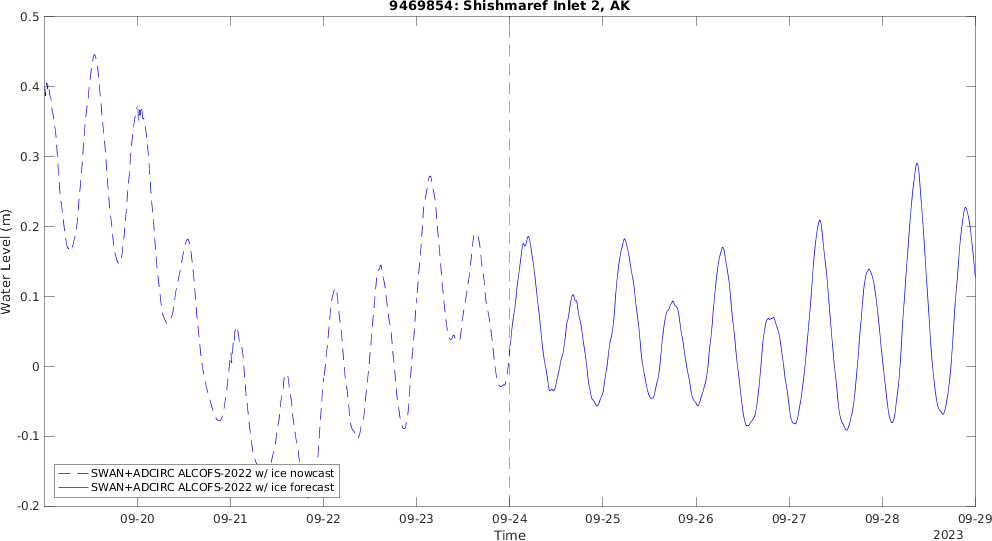 9469854: Shishmaref Inlet 2, AK
0.5
0.4
0.3
0.2
0.1
0
-0.1
-0.2
Water Level (m)
SWAN+ADCIRC ALCOFS-2022 w/ ice nowcast
SWAN+ADCIRC ALCOFS-2022 w/ ice forecast
09-20 09-21 09-22 09-23 09-24 09-25 09-26 09-27 09-28 09-29
Time
2023